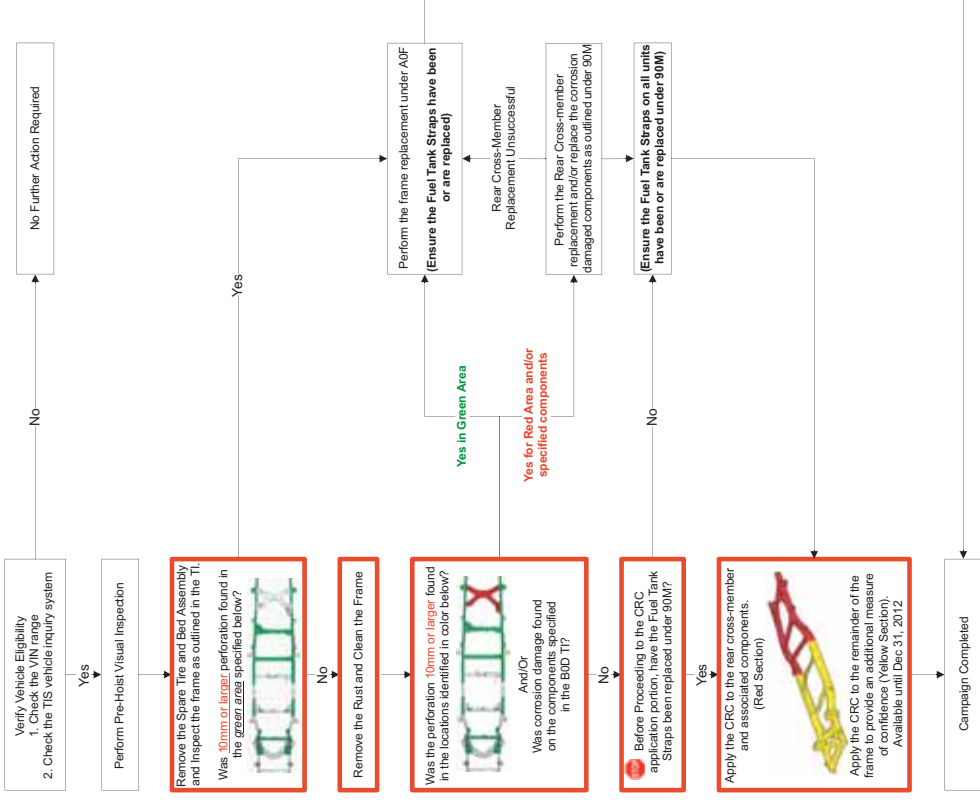 Verify Vehicle Eligibility
1. Check the VIN range
2. Check the TIS vehicle inquiry system
No
No Further Action Required
Yes
Perform Pre-Hoist Visual Inspection
Remove the Spare Tire and Bed Assembly
and Inspect the frame as outlined in the TI.
Was 10mm or larger perforation found in
the green area specified below?
Yes
No
Remove the Rust and Clean the Frame
Was the perforation 10mm or larger found
in the locations identified in color below?
And/Or
Was corrosion damage found
on the components specified
in the B0D TI?
Yes in Green Area
Yes for Red Area and/or
specified components
Perform the frame replacement under A0F
(Ensure the Fuel Tank Straps have been
or are replaced)
Rear Cross-Member
Replacement Unsuccessful
Perform the Rear Cross-member
replacement and/or replace the corrosion
damaged components as outlined under 90M
No
STOP
Before Proceeding to the CRC
application portion, have the Fuel Tank
Straps been replaced under 90M?
No
(Ensure the Fuel Tank Straps on all units
have been or are replaced under 90M)
Yes
Apply the CRC to the rear cross-member
and associated components.
(Red Section)
Apply the CRC to the remainder of the
frame to provide an additional measure
of confidence (Yellow Section).
Available until Dec 31, 2012
Campaign Completed